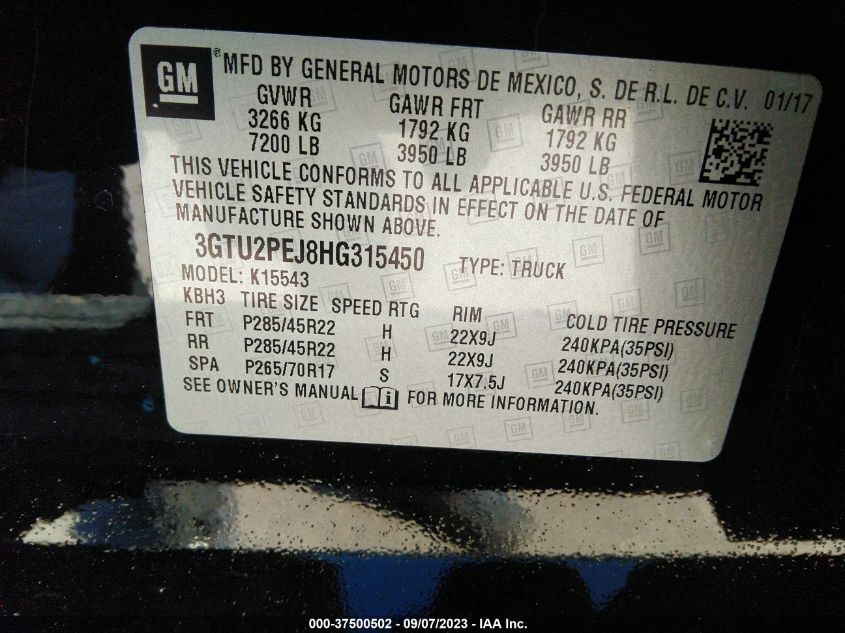 GM
® MFD BY GENERAL MOTORS DE MEXICO, S. DE R.L. DE C.V. 01/17
GVWR GAWR FRT GAWR RR
3266 KG 1792 KG 1792 KG
7200 LB 3950 LB 3950 LB
THIS VEHICLE CONFORMS TO ALL APPLICABLE U.S. FEDERAL MOTOR
VEHICLE SAFETY STANDARDS IN EFFECT ON THE DATE OF
MANUFACTURE SHOWN ABOVE.
3GTU2PEJ8HG315450 TYPE: TRUCK
MODEL: K15543
KBH3 TIRE SIZE SPEED RTG RIM COLD TIRE PRESSURE
FRT P285/45R22 H 22X9J 240KPA(35PSI)
RR P285/45R22 H 22X9J 240KPA(35PSI)
SPA P265/70R17 S 17X7.5J 240KPA(35PSI)
SEE OWNER'S MANUAL i FOR MORE INFORMATION.
000-37500502 - 09/07/2023 - IAA Inc.